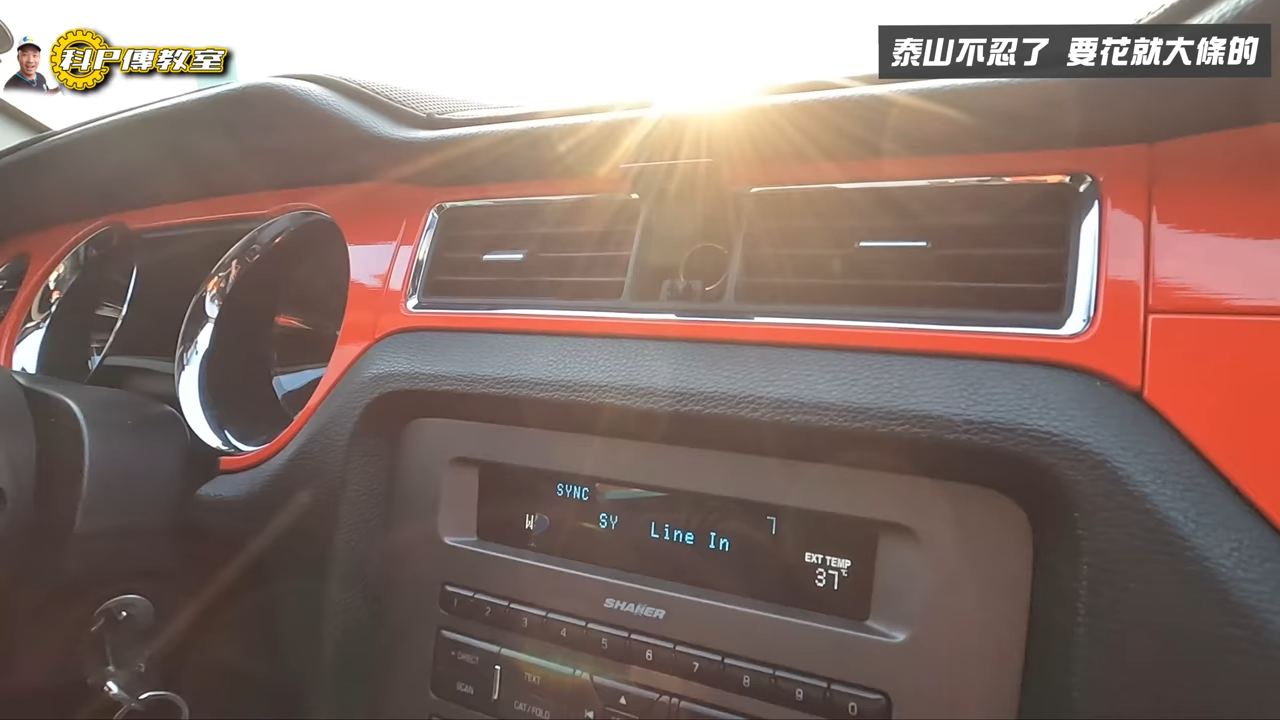 科P傳教室
泰山不忍了 要花就大條的
SYNC
W
SY Line In
EXT TEMP
37℃
SHAKER
1 2 3 4 5 6 7 8 9 0
DIRECT
SCAN
TEXT
CAT/FOLD